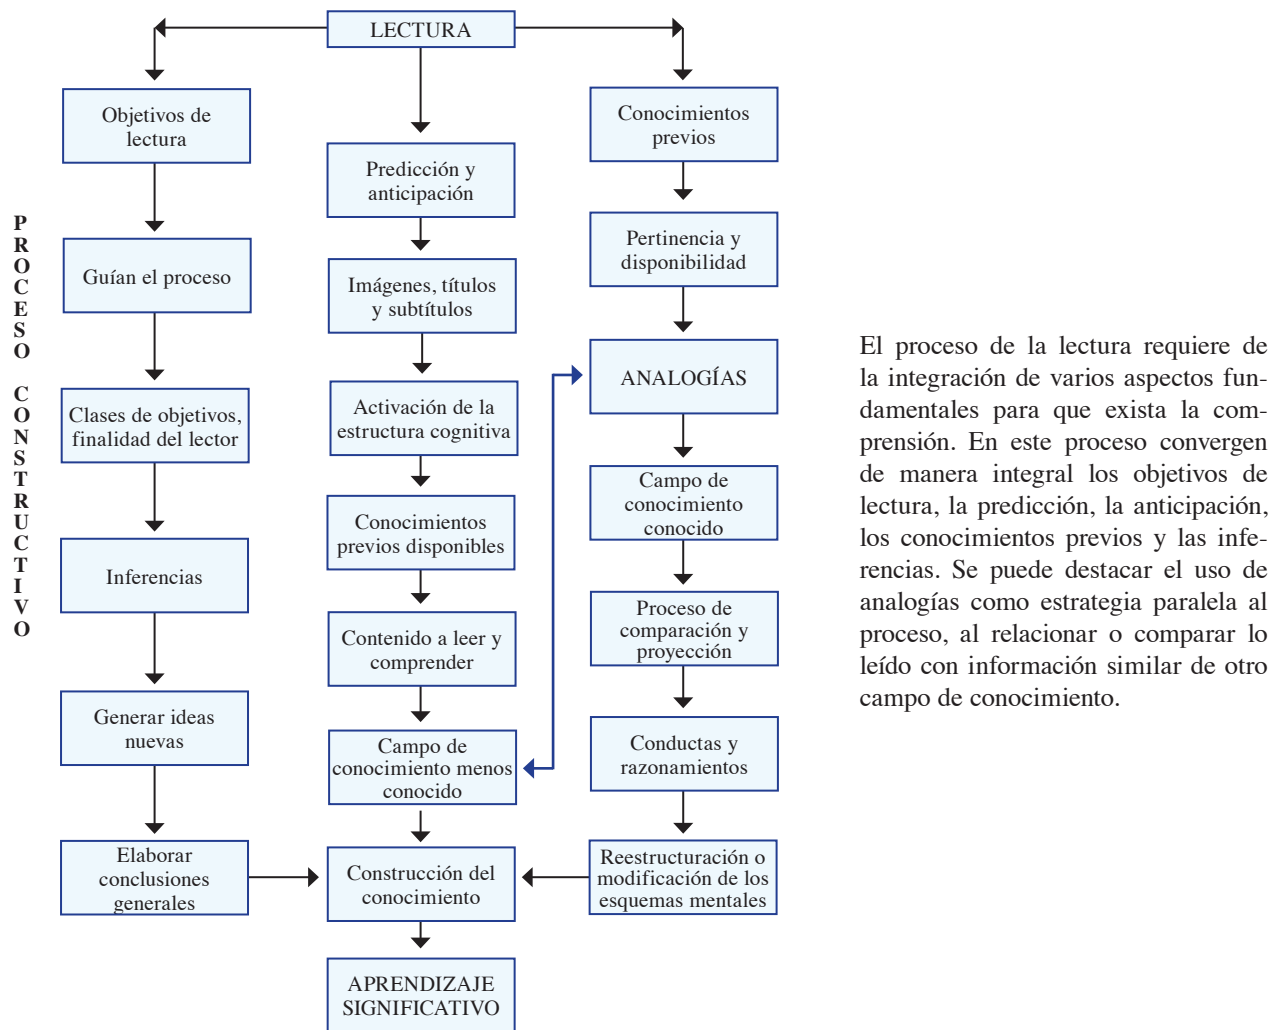 LECTURA
Objetivos de
lectura
Guían el proceso
Clases de objetivos,
finalidad del lector
Inferencias
Generar ideas
nuevas
Elaborar
conclusiones
generales
Predicción y
anticipación
Imágenes, títulos
y subtítulos
Activación de la
estructura cognitiva
Conocimientos
previos disponibles
Contenido a leer y
comprender
Campo de
conocimiento menos
conocido
Construcción del
conocimiento
APRENDIZAJE
SIGNIFICATIVO
Conocimientos
previos
Pertinencia y
disponibilidad
ANALOGÍAS
Campo de
conocimiento
conocido
Proceso de
comparación y
proyección
Conductas y
razonamientos
Reestructuración o
modificación de los
esquemas mentales
PROCESO CONSTRUCTIVO
El proceso de la lectura requiere de
la integración de varios aspectos fun-
damentales para que exista la com-
prensión. En este proceso convergen
de manera integral los objetivos de
lectura, la predicción, la anticipación,
los conocimientos previos y las infe-
rencias. Se puede destacar el uso de
analogías como estrategia paralela al
proceso, al relacionar o comparar lo
leído con información similar de otro
campo de conocimiento.